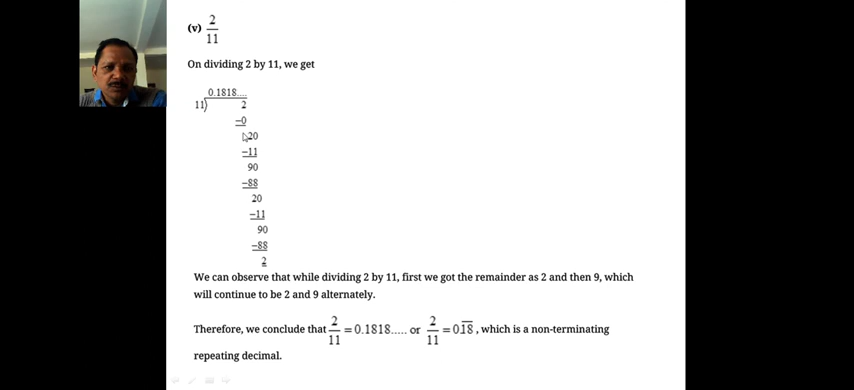 (v) 2/11
On dividing 2 by 11, we get
0.1818....
11) 2
−0
20
−11
90
−88
20
−11
90
−88
2
We can observe that while dividing 2 by 11, first we got the remainder as 2 and then 9, which
will continue to be 2 and 9 alternately.
Therefore, we conclude that 2/11 = 0.1818..... or 2/11 = 0.1̅8̅ , which is a non-terminating
repeating decimal.